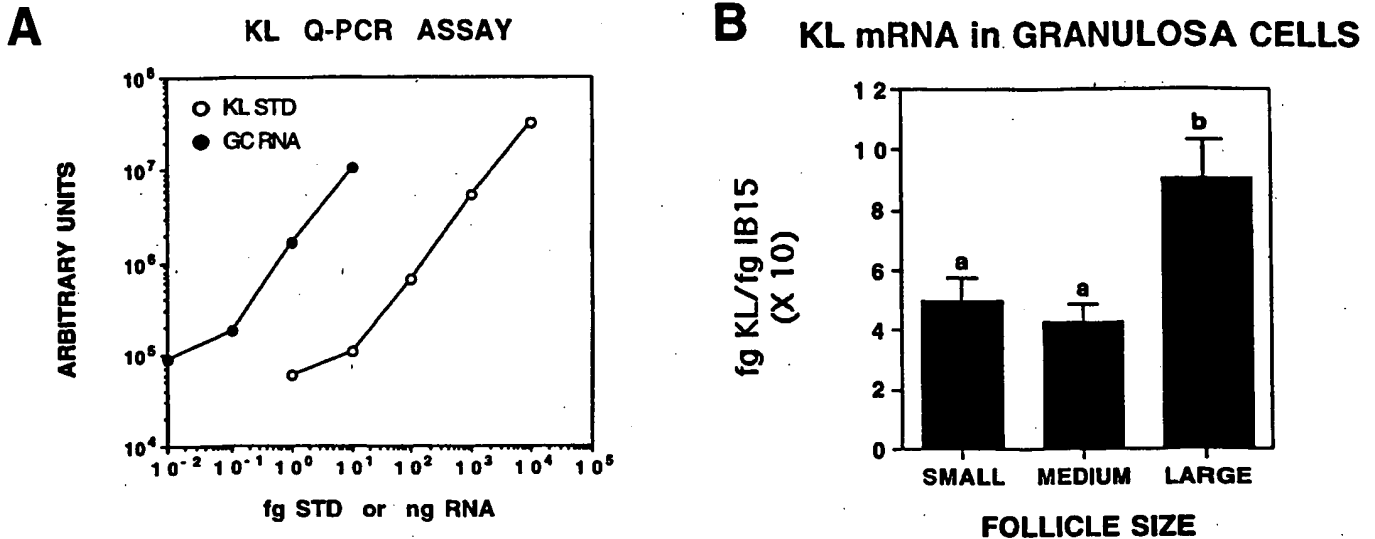 A
KL Q-PCR ASSAY
10^8
10^7
10^6
10^5
10^4
ARBITRARY UNITS
KL STD
GC RNA
10^-2 10^-1 10^0 10^1 10^2 10^3 10^4 10^5
fg STD or ng RNA
B
KL mRNA in GRANULOSA CELLS
12
10
8
6
4
2
0
fg KL/fg IB15
(X 10)
a
a
b
SMALL MEDIUM LARGE
FOLLICLE SIZE